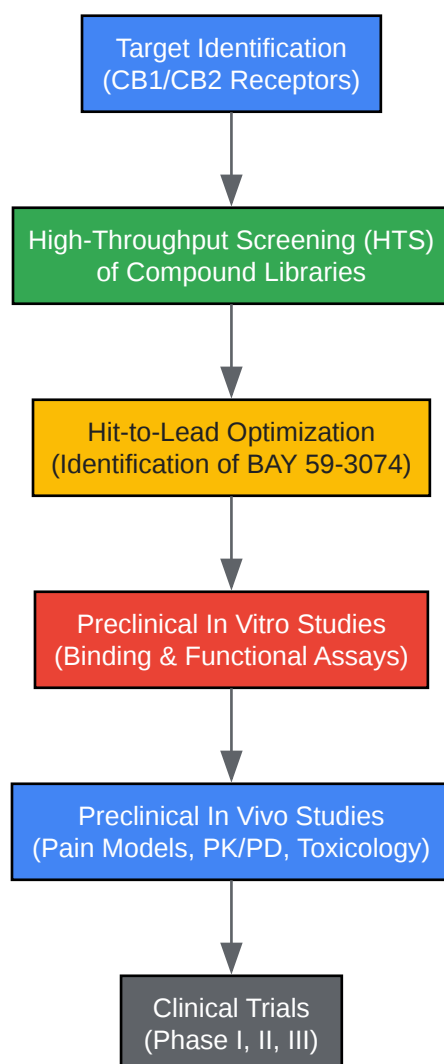 Target Identification
(CB1/CB2 Receptors)
High-Throughput Screening (HTS)
of Compound Libraries
Hit-to-Lead Optimization
(Identification of BAY 59-3074)
Preclinical In Vitro Studies
(Binding & Functional Assays)
Preclinical In Vivo Studies
(Pain Models, PK/PD, Toxicology)
Clinical Trials
(Phase I, II, III)